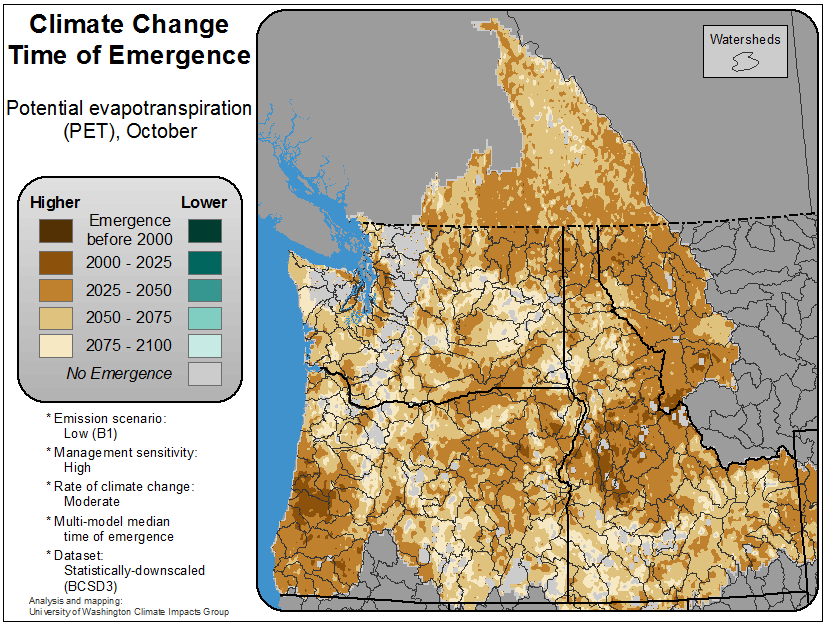 Climate Change
Time of Emergence
Potential evapotranspiration
(PET), October
Higher
Lower
Emergence
before 2000
2000 - 2025
2025 - 2050
2050 - 2075
2075 - 2100
No Emergence
* Emission scenario:
Low (B1)
* Management sensitivity:
High
* Rate of climate change:
Moderate
* Multi-model median
time of emergence
* Dataset:
Statistically-downscaled
(BCSD3)
Analysis and mapping:
University of Washington Climate Impacts Group
Watersheds